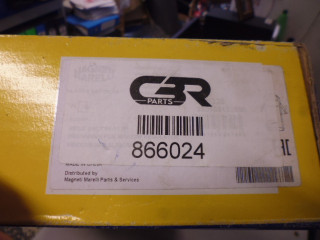 CBR
PARTS
866024
Distributed by
Magneti Marelli Parts & Services